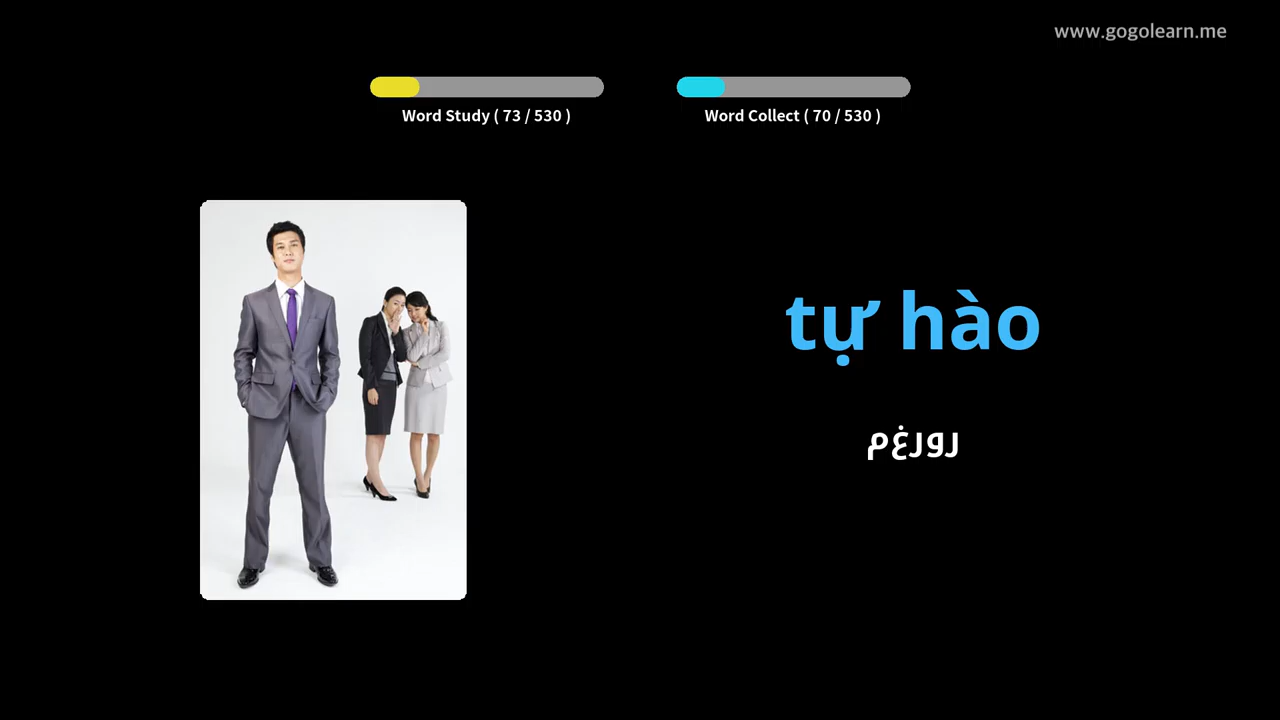 www.gogolearn.me
Word Study ( 73 / 530 )
Word Collect ( 70 / 530 )
tự hào
مغرور